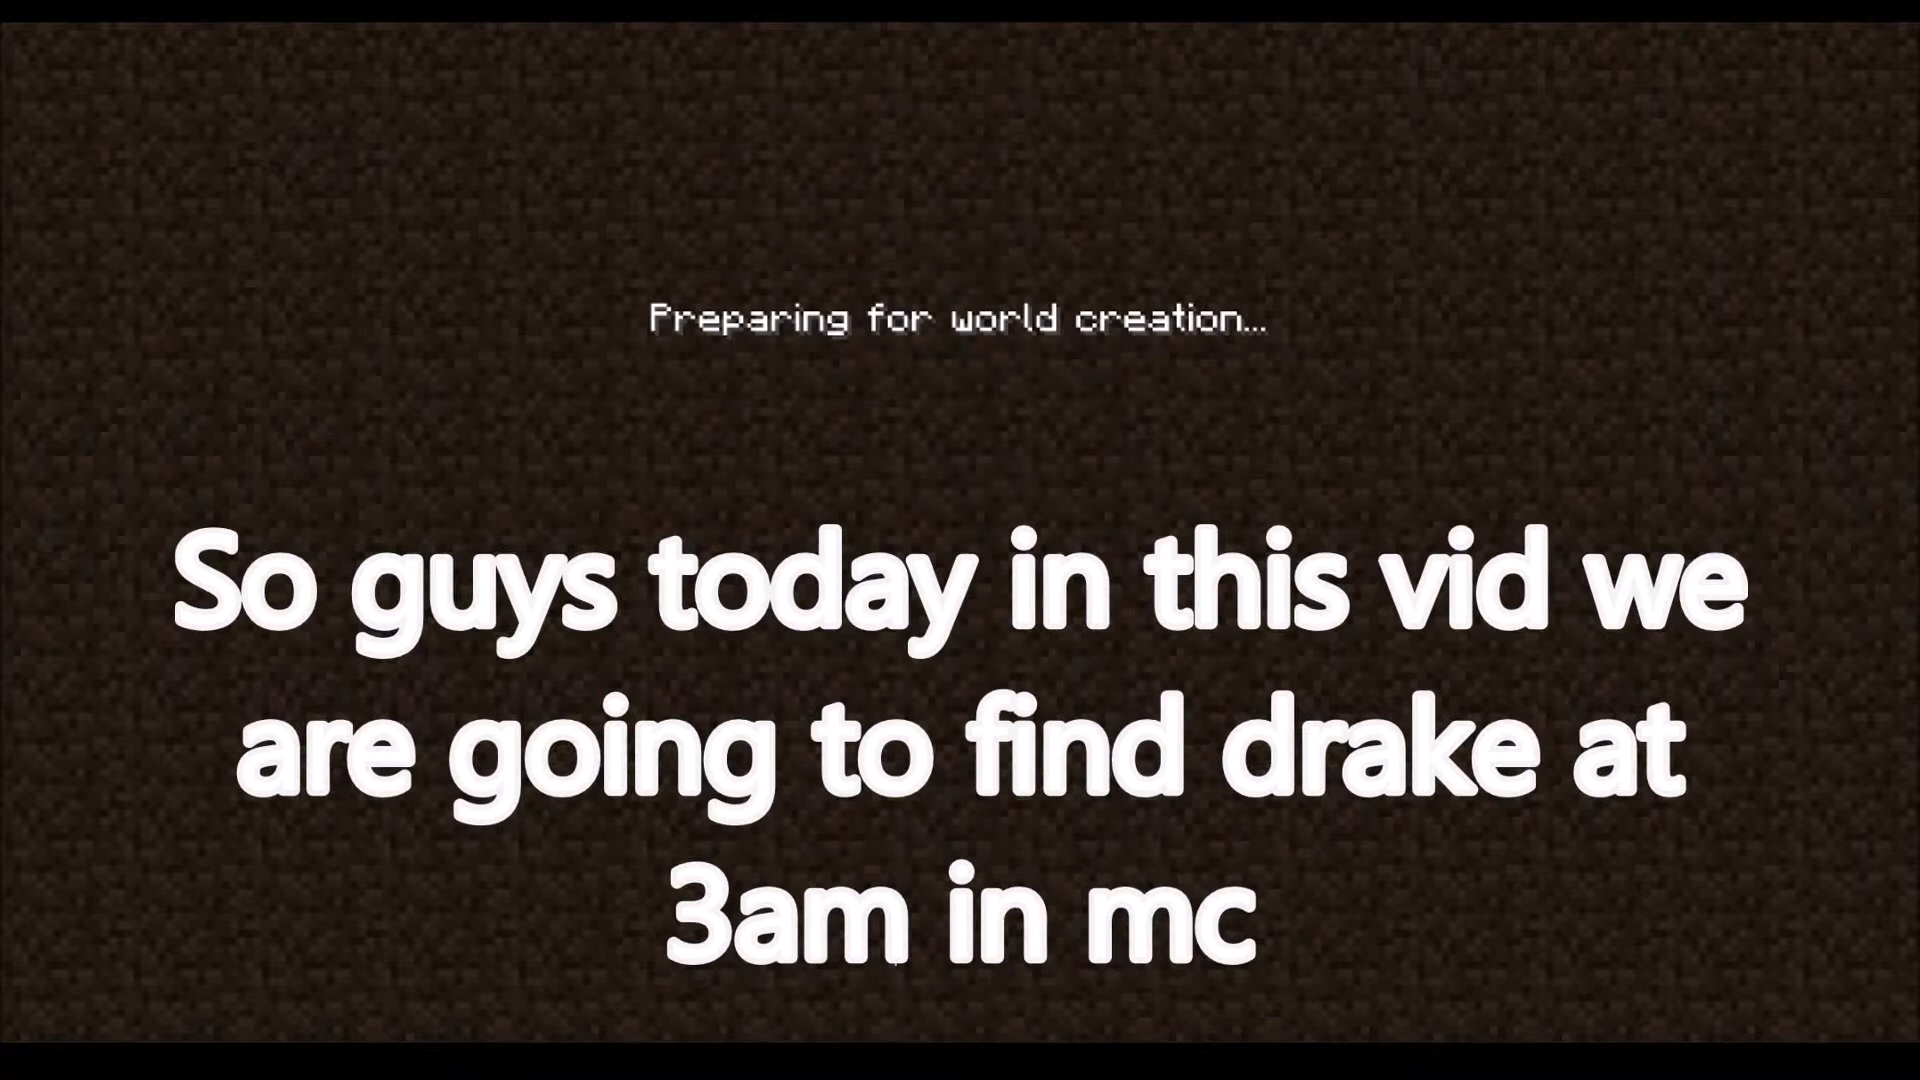 Preparing for world creation...
So guys today in this vid we
are going to find drake at
3am in mc